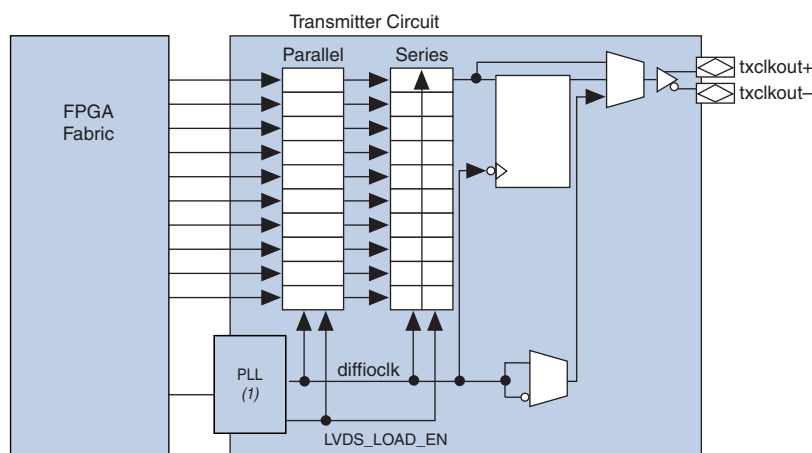 Transmitter Circuit
Parallel
Series
txclkout+
txclkout–
FPGA
Fabric
PLL
(1)
diffioclk
LVDS_LOAD_EN